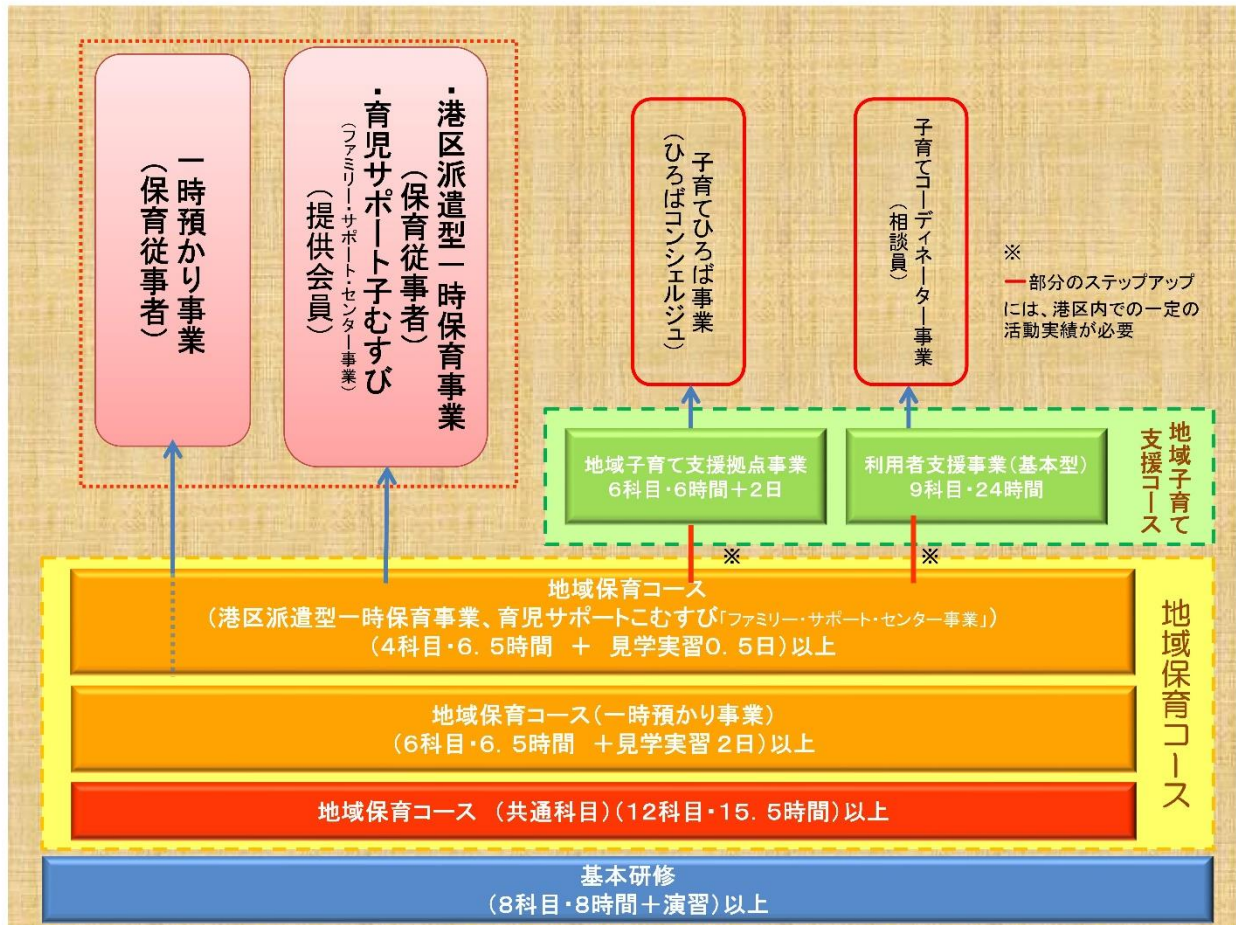 一時預かり事業
（保育従事者）
・港区派遣型一時保育事業
（保育従事者）
・育児サポート子むすび
（ファミリー・サポート・センター事業）
（提供会員）
子育てひろば事業
（ひろばコンシェルジュ）
子育てコーディネーター事業
（相談員）
※
ー部分のステップアップ
には、港区内での一定の
活動実績が必要
地域子育て
支援コース
地域子育て支援拠点事業
6科目・6時間＋2日
利用者支援事業（基本型）
9科目・24時間
※
※
地域保育コース
地域保育コース
（港区派遣型一時保育事業、育児サポートこむすび「ファミリー・サポート・センター事業」）
（4科目・6．5時間　＋　見学実習0．5日）以上
地域保育コース（一時預かり事業）
（6科目・6．5時間　＋見学実習 2日）以上
地域保育コース　（共通科目）（12科目・15．5時間）以上
基本研修
（8科目・8時間＋演習）以上